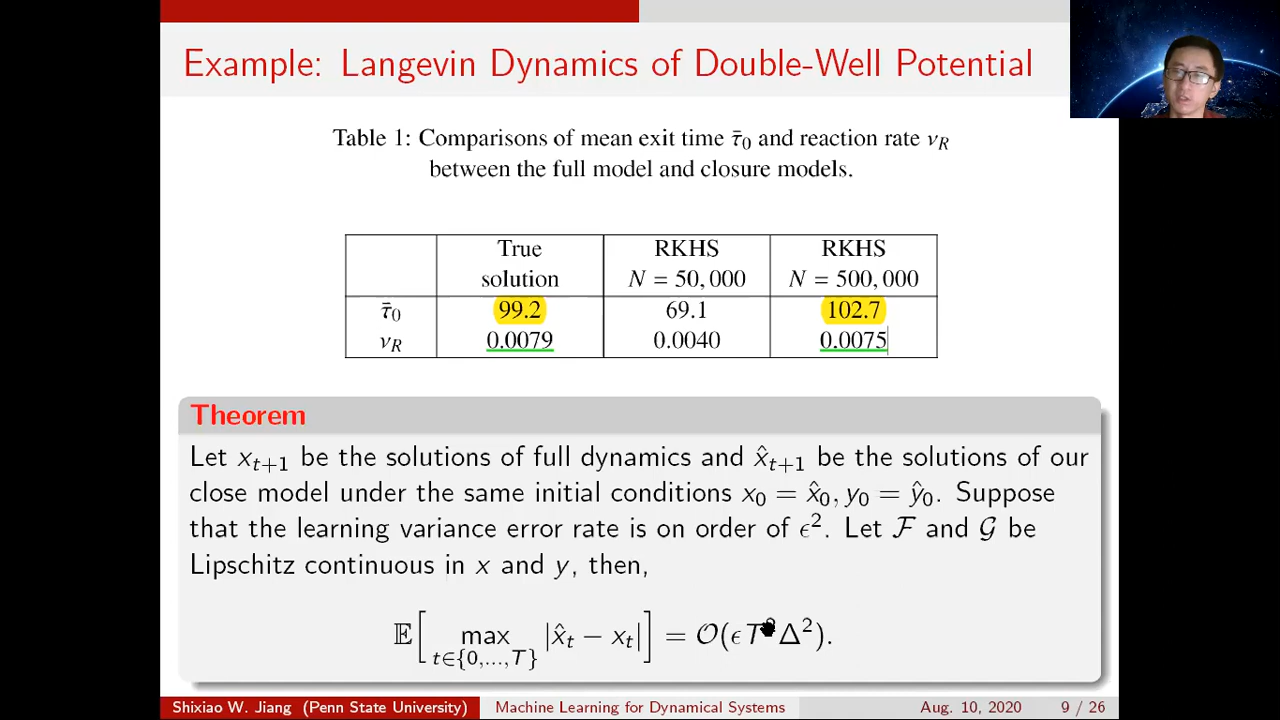 Example: Langevin Dynamics of Double-Well Potential
Table 1: Comparisons of mean exit time τ̄₀ and reaction rate ν_R
between the full model and closure models.
True RKHS RKHS
solution N = 50,000 N = 500,000
τ̄₀ 99.2 69.1 102.7
ν_R 0.0079 0.0040 0.0075
Theorem
Let x_{t+1} be the solutions of full dynamics and x̂_{t+1} be the solutions of our
close model under the same initial conditions x₀ = x̂₀, y₀ = ŷ₀. Suppose
that the learning variance error rate is on order of ϵ². Let ℱ and 𝒢 be
Lipschitz continuous in x and y, then,
𝔼[ max_{t∈{0,...,T}} |x̂_t − x_t| ] = 𝒪(ϵT Δ²).
Shixiao W. Jiang (Penn State University) Machine Learning for Dynamical Systems Aug. 10, 2020 9 / 26